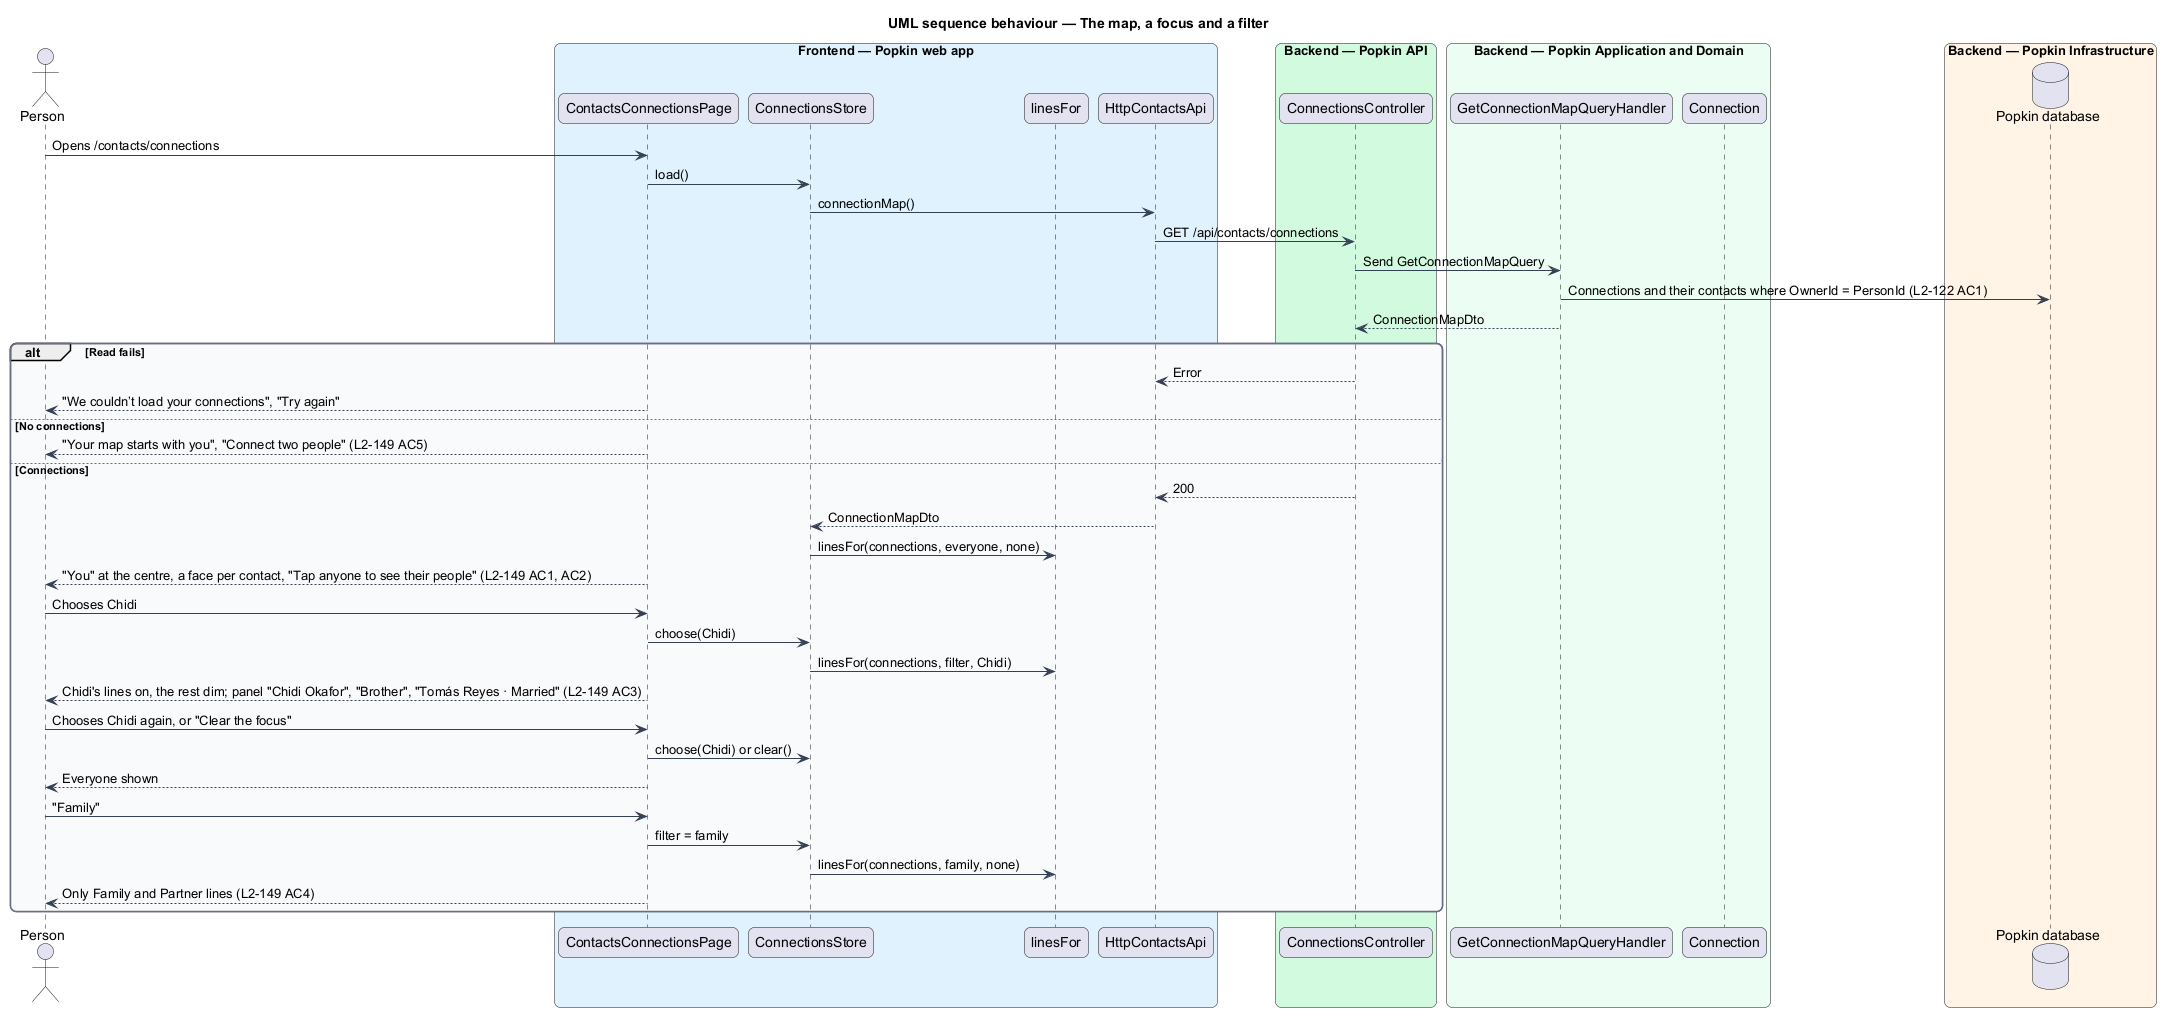 UML sequence behaviour — The map, a focus and a filter
Frontend — Popkin web app
Backend — Popkin API
Backend — Popkin Application and Domain
Backend — Popkin Infrastructure
Person
ContactsConnectionsPage
ConnectionsStore
linesFor
HttpContactsApi
ConnectionsController
GetConnectionMapQueryHandler
Connection
Popkin database
Opens /contacts/connections
load()
connectionMap()
GET /api/contacts/connections
Send GetConnectionMapQuery
Connections and their contacts where OwnerId = PersonId (L2-122 AC1)
ConnectionMapDto
alt [Read fails]
Error
"We couldn't load your connections", "Try again"
[No connections]
"Your map starts with you", "Connect two people" (L2-149 AC5)
[Connections]
200
ConnectionMapDto
linesFor(connections, everyone, none)
"You" at the centre, a face per contact, "Tap anyone to see their people" (L2-149 AC1, AC2)
Chooses Chidi
choose(Chidi)
linesFor(connections, filter, Chidi)
Chidi's lines on, the rest dim; panel "Chidi Okafor", "Brother", "Tomás Reyes · Married" (L2-149 AC3)
Chooses Chidi again, or "Clear the focus"
choose(Chidi) or clear()
Everyone shown
"Family"
filter = family
linesFor(connections, family, none)
Only Family and Partner lines (L2-149 AC4)
Person
ContactsConnectionsPage
ConnectionsStore
linesFor
HttpContactsApi
ConnectionsController
GetConnectionMapQueryHandler
Connection
Popkin database